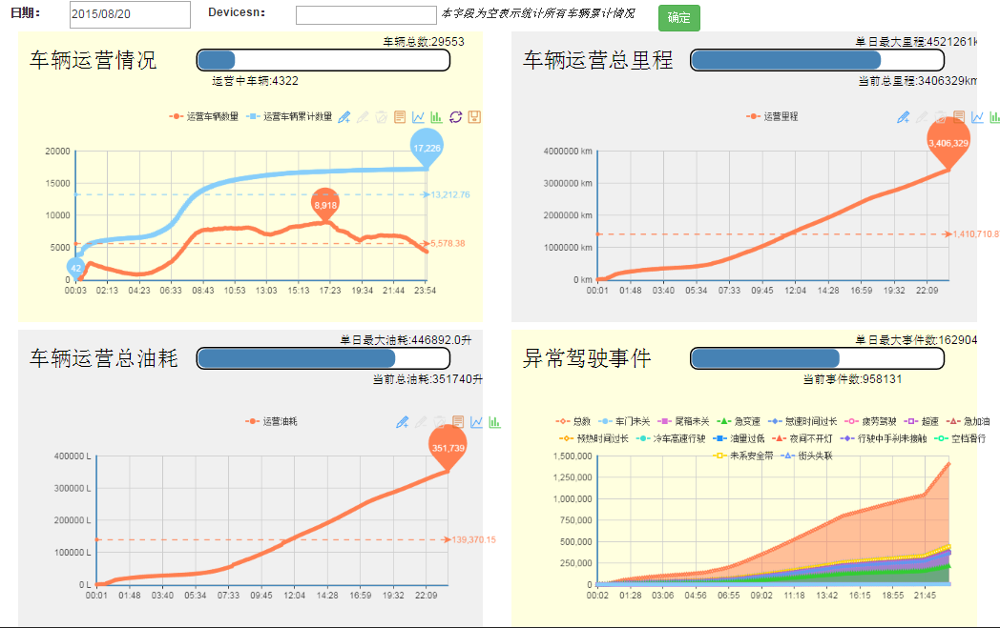 日期: 2015/08/20 Devicesn: 本字段为空表示统计所有车辆累计情况 确定
车辆运营情况
车辆总数:29553
运营中车辆:4322
运营车辆数量 运营车辆累计数量
20000
15000
10000
5000
0
17,226
13,212.76
8,918
5,578.38
42
00:03 02:13 04:23 06:33 08:43 10:53 13:03 15:13 17:23 19:34 21:44 23:54
车辆运营总里程
单日最大里程:4521261k
当前总里程:3406329km
运营里程
4000000 km
3000000 km
2000000 km
1000000 km
0 km
3,406,329
1,410,710.8
00:01 01:48 03:40 05:34 07:33 09:45 12:04 14:28 16:59 19:32 22:09
车辆运营总油耗
单日最大油耗:446892.0升
当前总油耗:351740升
运营油耗
400000 L
300000 L
200000 L
100000 L
0 L
351,739
139,370.15
00:01 01:48 03:40 05:34 07:33 09:45 12:04 14:28 16:59 19:32 22:09
异常驾驶事件
单日最大事件数:162904
当前事件数:958131
总数 车门未关 尾箱未关 急变速 怠速时间过长 疲劳驾驶 超速 急加油
预热时间过长 冷车高速行驶 油量过低 夜间不开灯 行驶中手刹未接触 空档滑行
未系安全带 街头失联
1,500,000
1,250,000
1,000,000
750,000
500,000
250,000
0
00:02 01:28 03:06 04:56 06:55 09:02 11:18 13:42 16:15 18:55 21:45